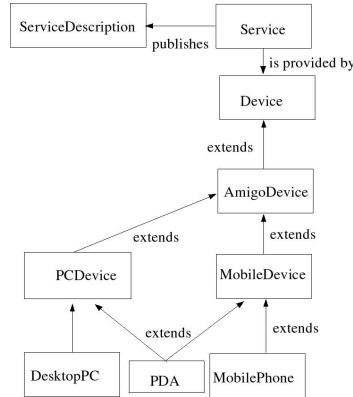 ServiceDescription
Service
publishes
is provided by
Device
extends
AmigoDevice
extends
extends
PCDevice
MobileDevice
extends
extends
DesktopPC
PDA
MobilePhone